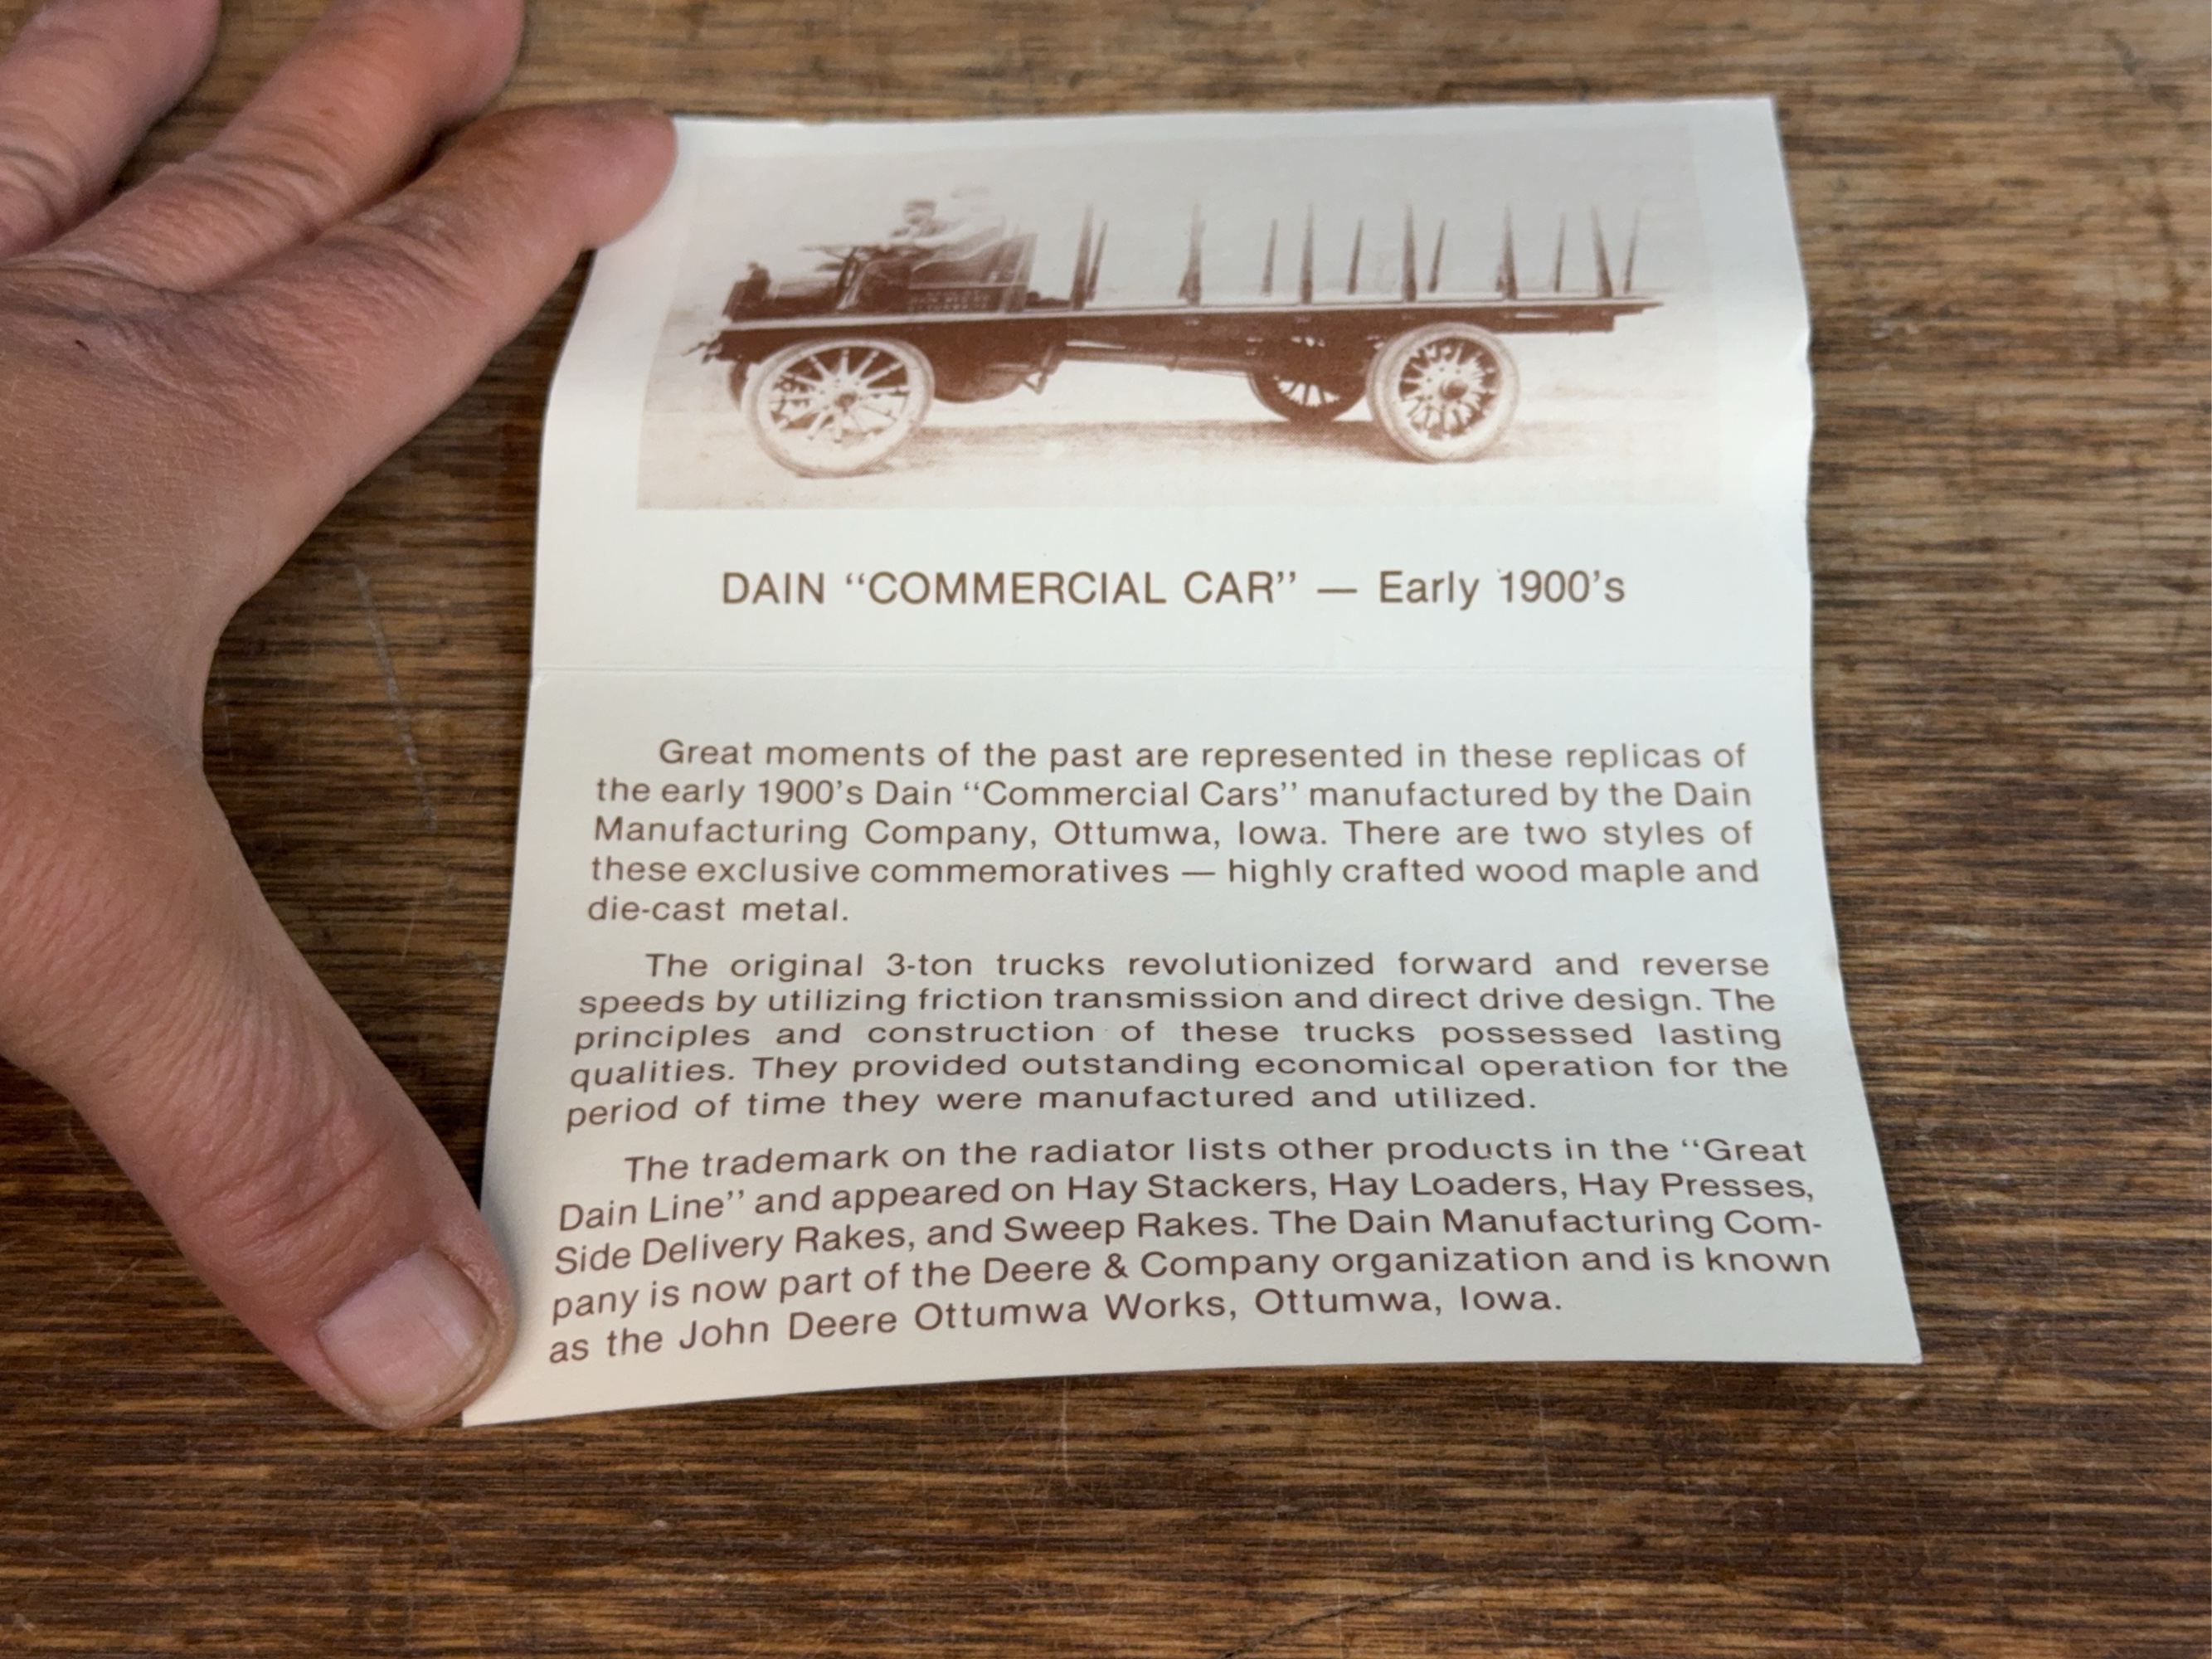 DAIN “COMMERCIAL CAR” — Early 1900’s
Great moments of the past are represented in these replicas of
the early 1900’s Dain “Commercial Cars” manufactured by the Dain
Manufacturing Company, Ottumwa, Iowa. There are two styles of
these exclusive commemoratives — highly crafted wood maple and
die-cast metal.
The original 3-ton trucks revolutionized forward and reverse
speeds by utilizing friction transmission and direct drive design. The
principles and construction of these trucks possessed lasting
qualities. They provided outstanding economical operation for the
period of time they were manufactured and utilized.
The trademark on the radiator lists other products in the “Great
Dain Line” and appeared on Hay Stackers, Hay Loaders, Hay Presses,
Side Delivery Rakes, and Sweep Rakes. The Dain Manufacturing Com-
pany is now part of the Deere & Company organization and is known
as the John Deere Ottumwa Works, Ottumwa, Iowa.